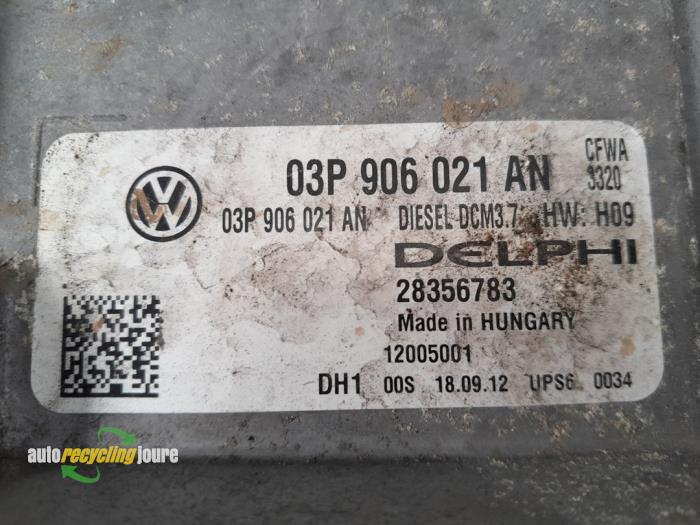 03P 906 021 AN
CFWA
3320
03P 906 021 AN DIESEL DCM3.7 HW: H09
DELPHI
28356783
Made in HUNGARY
12005001
DH1 00S 18.09.12 UPS6 0034
autorecyclingjoure